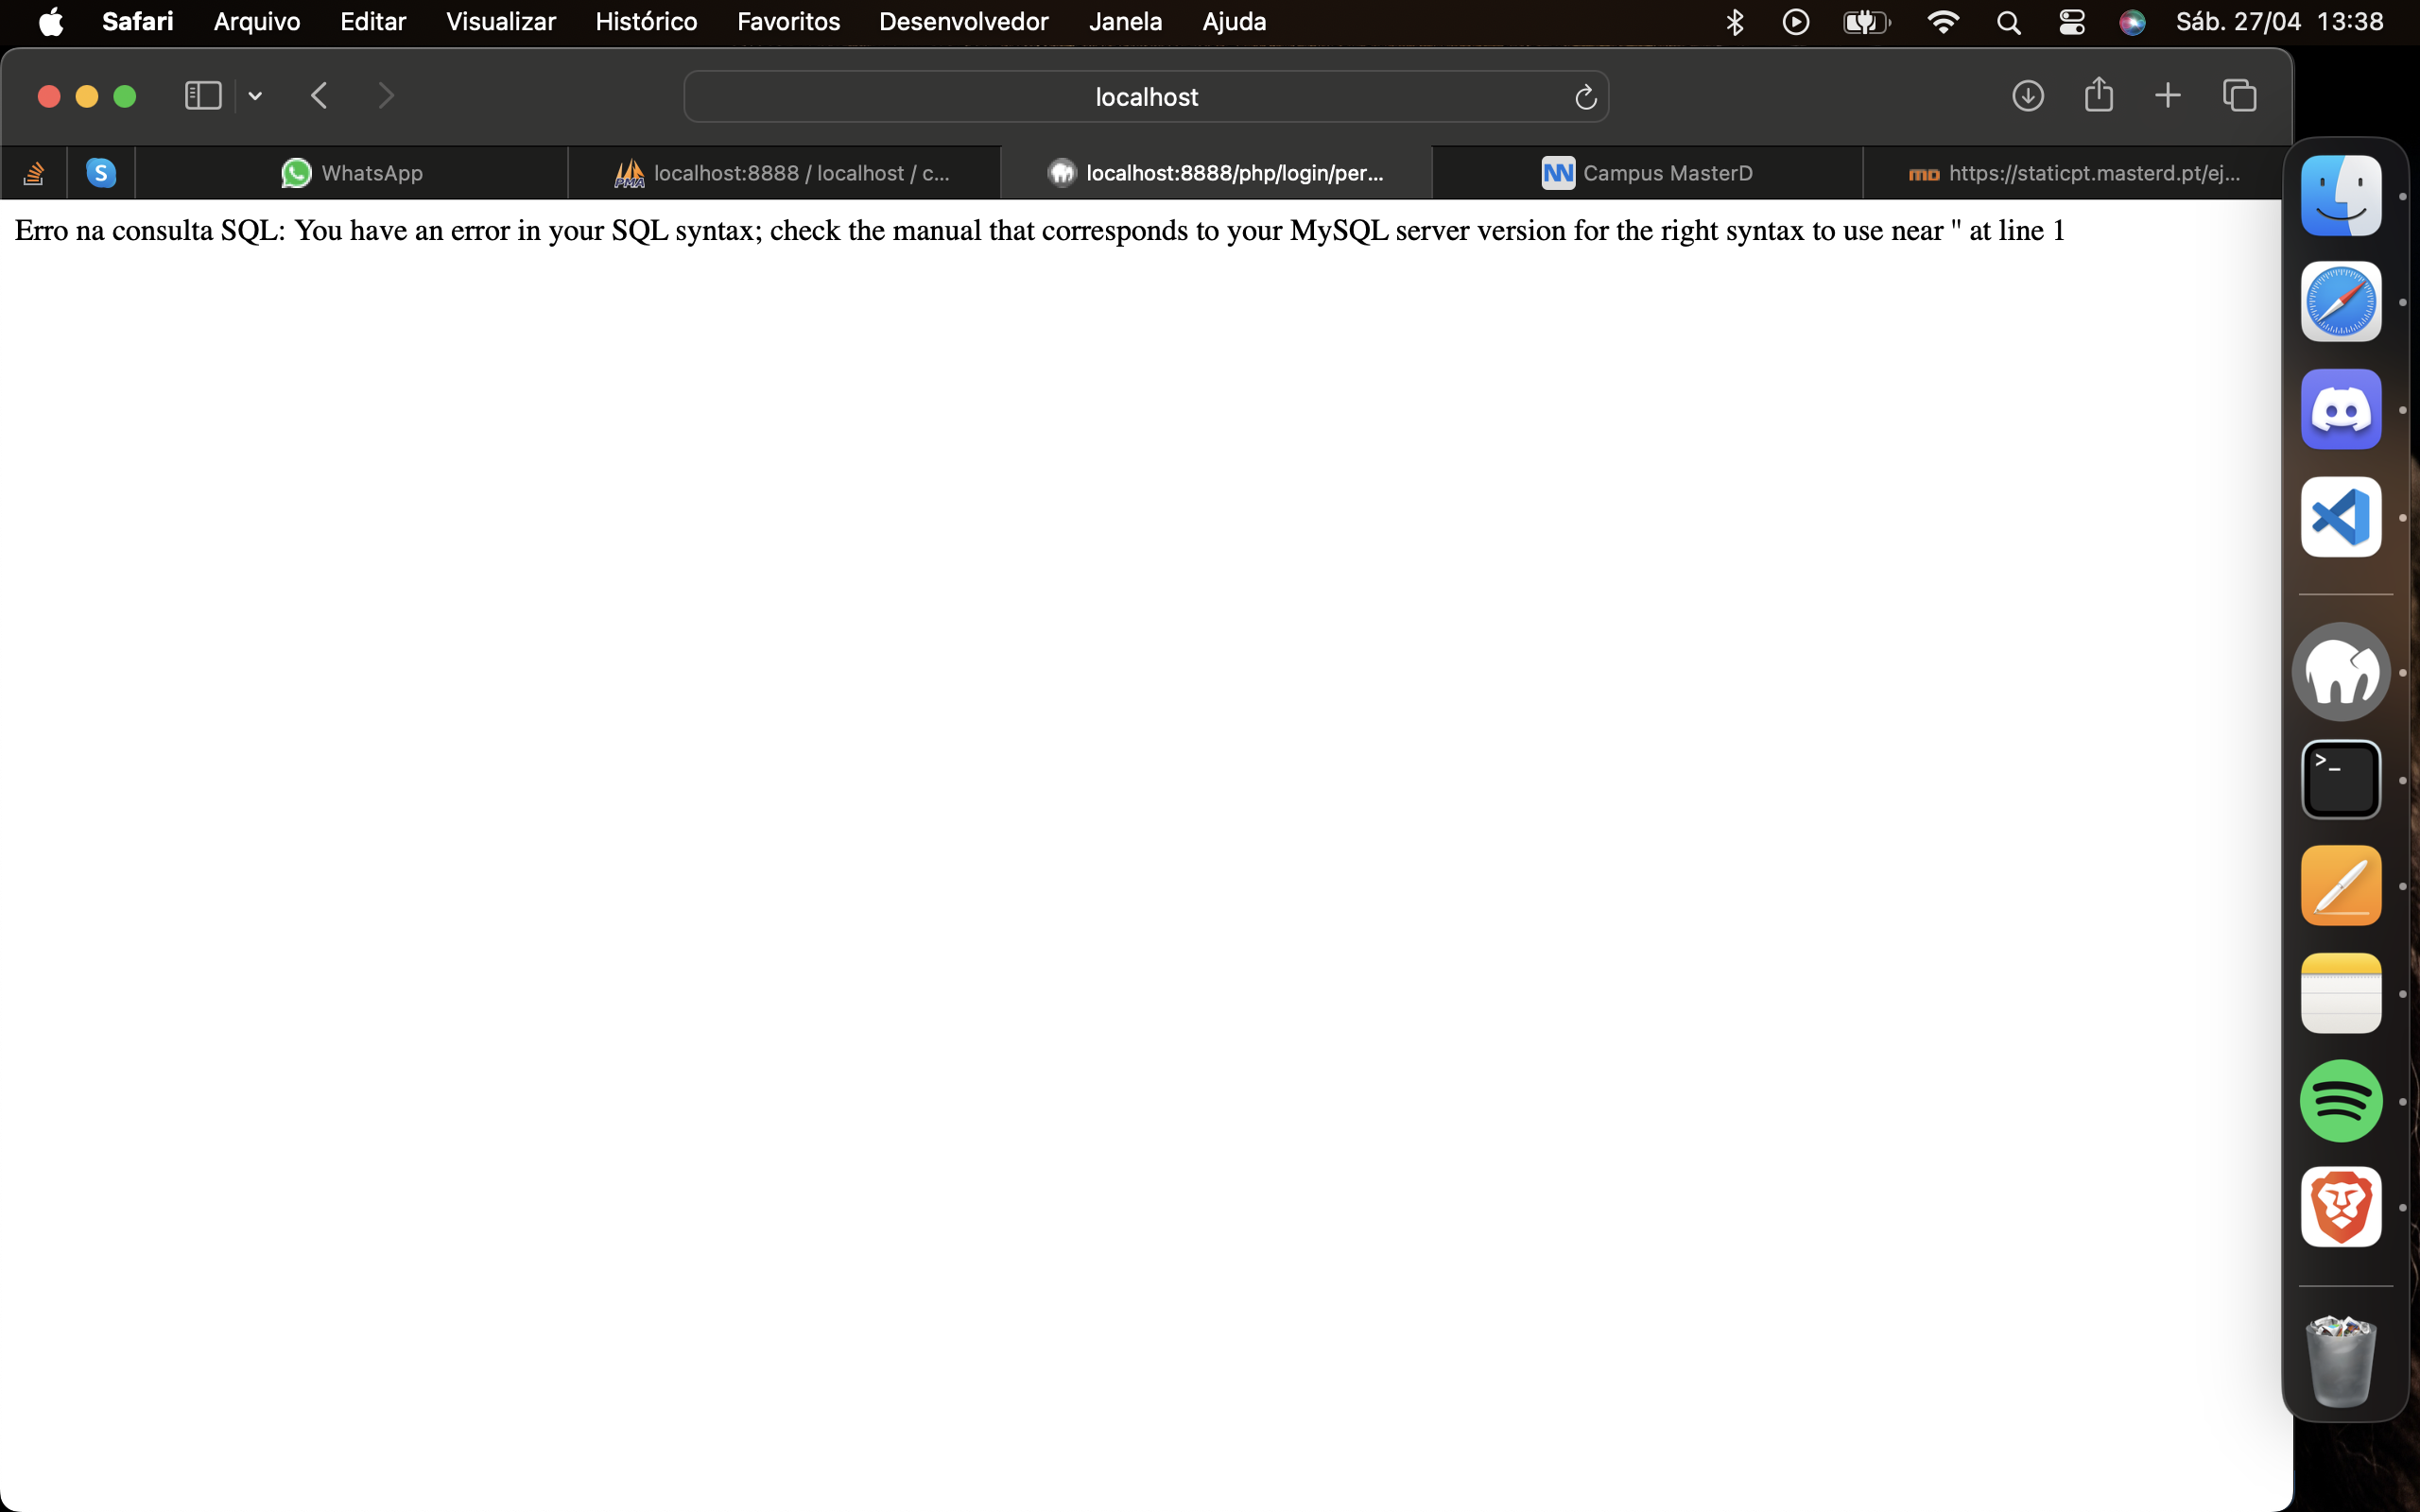 Safari Arquivo Editar Visualizar Histórico Favoritos Desenvolvedor Janela Ajuda Sáb. 27/04 13:38
localhost
S WhatsApp PMA localhost:8888 / localhost / c... localhost:8888/php/login/per... Campus MasterD mD https://staticpt.masterd.pt/ej...
Erro na consulta SQL: You have an error in your SQL syntax; check the manual that corresponds to your MySQL server version for the right syntax to use near '' at line 1
>_